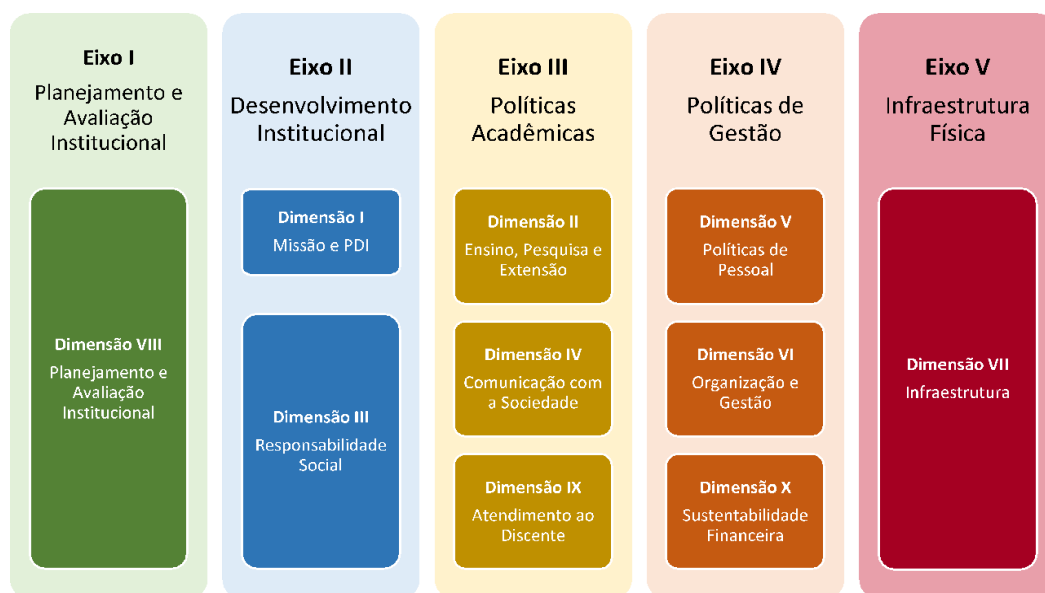 Eixo I
Planejamento e
Avaliação
Institucional
Dimensão VIII
Planejamento e
Avaliação
Institucional
Eixo II
Desenvolvimento
Institucional
Dimensão I
Missão e PDI
Dimensão III
Responsabilidade
Social
Eixo III
Políticas
Acadêmicas
Dimensão II
Ensino, Pesquisa e
Extensão
Dimensão IV
Comunicação com
a Sociedade
Dimensão IX
Atendimento ao
Discente
Eixo IV
Políticas de
Gestão
Dimensão V
Políticas de
Pessoal
Dimensão VI
Organização e
Gestão
Dimensão X
Sustentabilidade
Financeira
Eixo V
Infraestrutura
Física
Dimensão VII
Infraestrutura